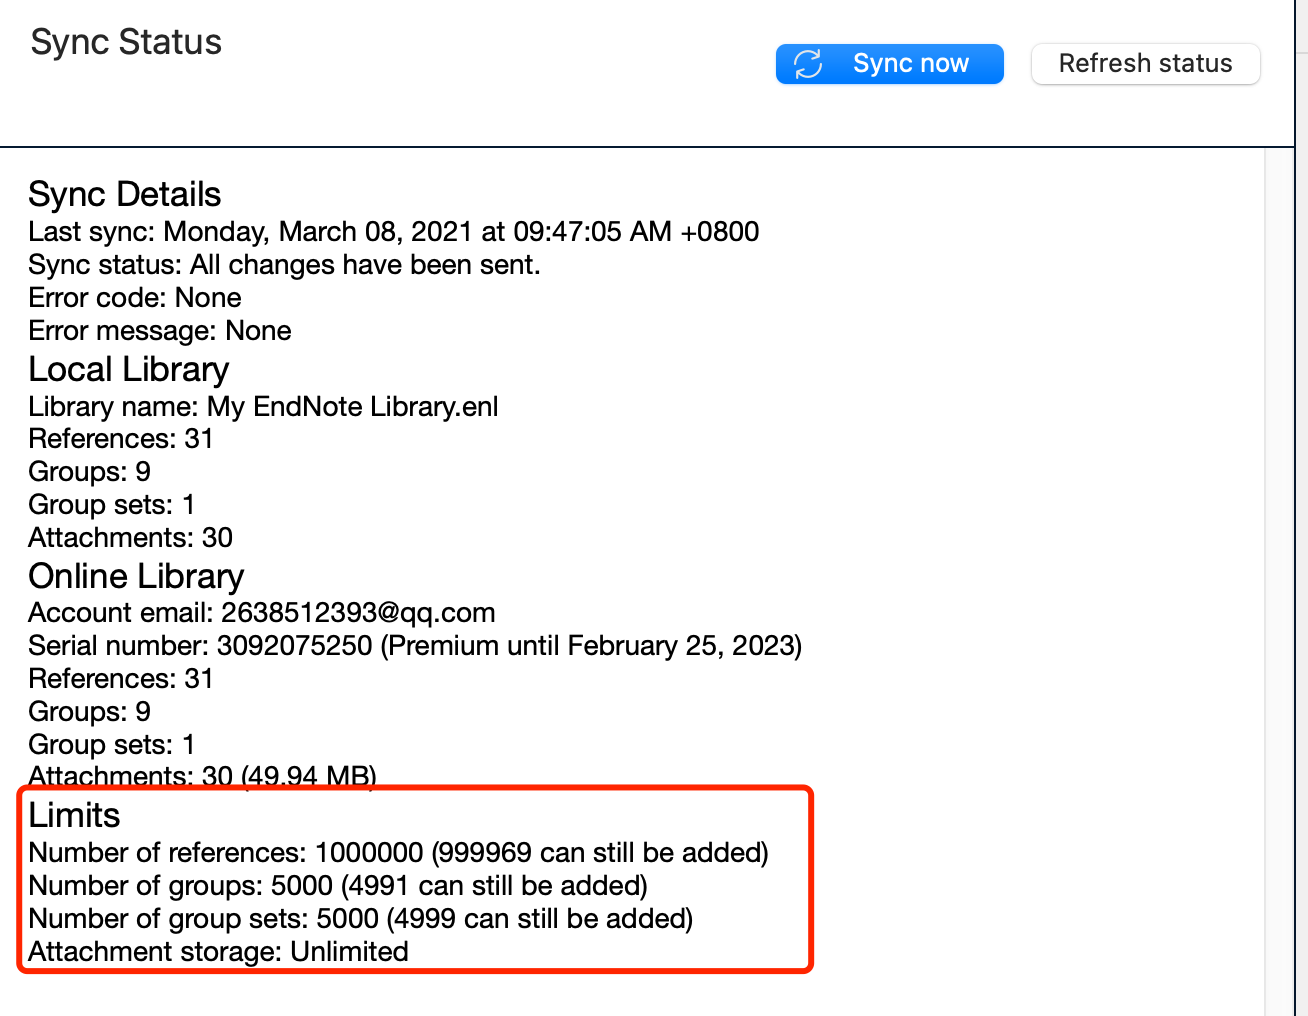 Sync Status
Sync now
Refresh status
Sync Details
Last sync: Monday, March 08, 2021 at 09:47:05 AM +0800
Sync status: All changes have been sent.
Error code: None
Error message: None
Local Library
Library name: My EndNote Library.enl
References: 31
Groups: 9
Group sets: 1
Attachments: 30
Online Library
Account email: 2638512393@qq.com
Serial number: 3092075250 (Premium until February 25, 2023)
References: 31
Groups: 9
Group sets: 1
Attachments: 30 (49.94 MB)
Limits
Number of references: 1000000 (999969 can still be added)
Number of groups: 5000 (4991 can still be added)
Number of group sets: 5000 (4999 can still be added)
Attachment storage: Unlimited